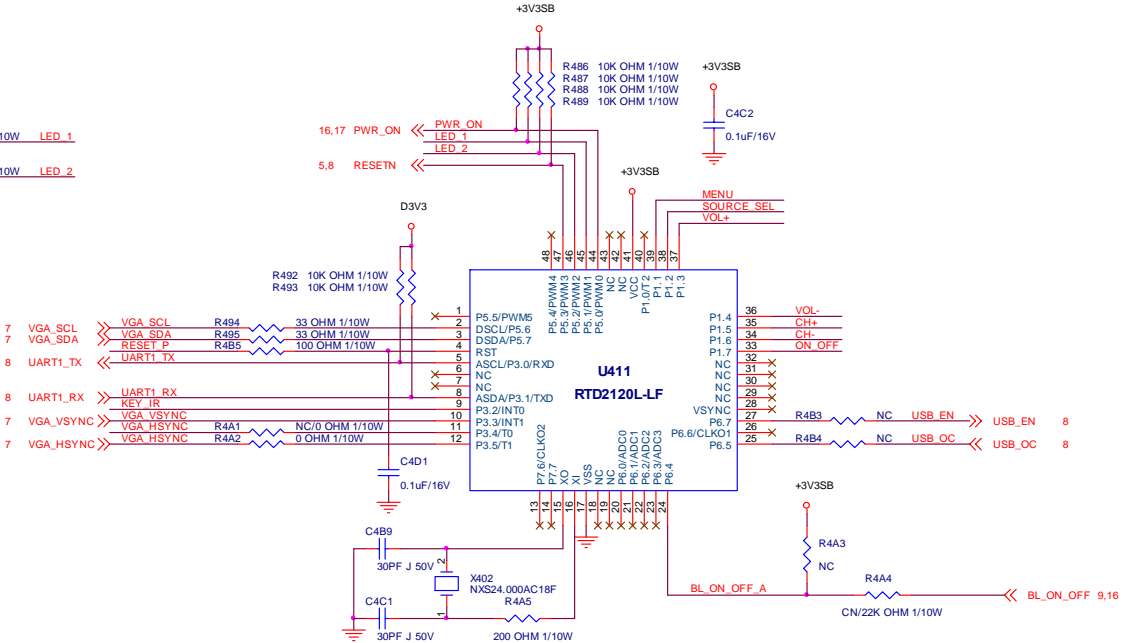 +3V3SB
R486 10K OHM 1/10W
R487 10K OHM 1/10W
R488 10K OHM 1/10W
R489 10K OHM 1/10W
+3V3SB
C4C2
0.1uF/16V
10W LED_1
10W LED_2
16,17 PWR_ON PWR_ON
LED_1
LED_2
5,8 RESETN
+3V3SB
MENU
SOURCE_SEL
VOL+
D3V3
R492 10K OHM 1/10W
R493 10K OHM 1/10W
48 47 46 45 44 43 42 41 40 39 38 37
P5.4/PWM4
P5.3/PWM3
P5.2/PWM2
P5.1/PWM1
P5.0/PWM0
NC
NC
VCC
P1.0/T2
P1.1
P1.2
P1.3
7 VGA_SCL VGA_SCL R494 33 OHM 1/10W
7 VGA_SDA VGA_SDA R495 33 OHM 1/10W
RESET_P R4B5 100 OHM 1/10W
8 UART1_TX UART1_TX
8 UART1_RX UART1_RX
KEY_IR
7 VGA_VSYNC VGA_VSYNC
VGA_HSYNC R4A1 NC/0 OHM 1/10W
7 VGA_HSYNC VGA_HSYNC R4A2 0 OHM 1/10W
1 P5.5/PWM5
2 DSCL/P5.6
3 DSDA/P5.7
4 RST
5 ASCL/P3.0/RXD
6 NC
7 NC
8 ASDA/P3.1/TXD
9 P3.2/INT0
10 P3.3/INT1
11 P3.4/T0
12 P3.5/T1
U411
RTD2120L-LF
P1.4 36 VOL-
P1.5 35 CH+
P1.6 34 CH-
P1.7 33 ON_OFF
NC 32
NC 31
NC 30
NC 29
VSYNC 28
P6.7 27 R4B3 NC USB_EN USB_EN 8
P6.6/CLKO1 26
P6.5 25 R4B4 NC USB_OC USB_OC 8
P7.6/CLKO2
P7.7
XO
XI
VSS
NC
NC
P6.0/ADC0
P6.1/ADC1
P6.2/ADC2
P6.3/ADC3
P6.4
13 14 15 16 17 18 19 20 21 22 23 24
C4D1
0.1uF/16V
+3V3SB
R4A3
NC
C4B9
30PF J 50V
2
X402
NXS24.000AC18F
1
C4C1
30PF J 50V
R4A5
200 OHM 1/10W
BL_ON_OFF_A
R4A4
CN/22K OHM 1/10W
BL_ON_OFF 9,16